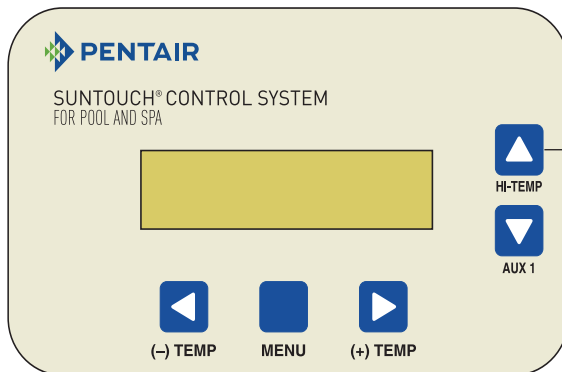 PENTAIR
SUNTOUCH® CONTROL SYSTEM
FOR POOL AND SPA
HI-TEMP
AUX 1
(–) TEMP MENU (+) TEMP